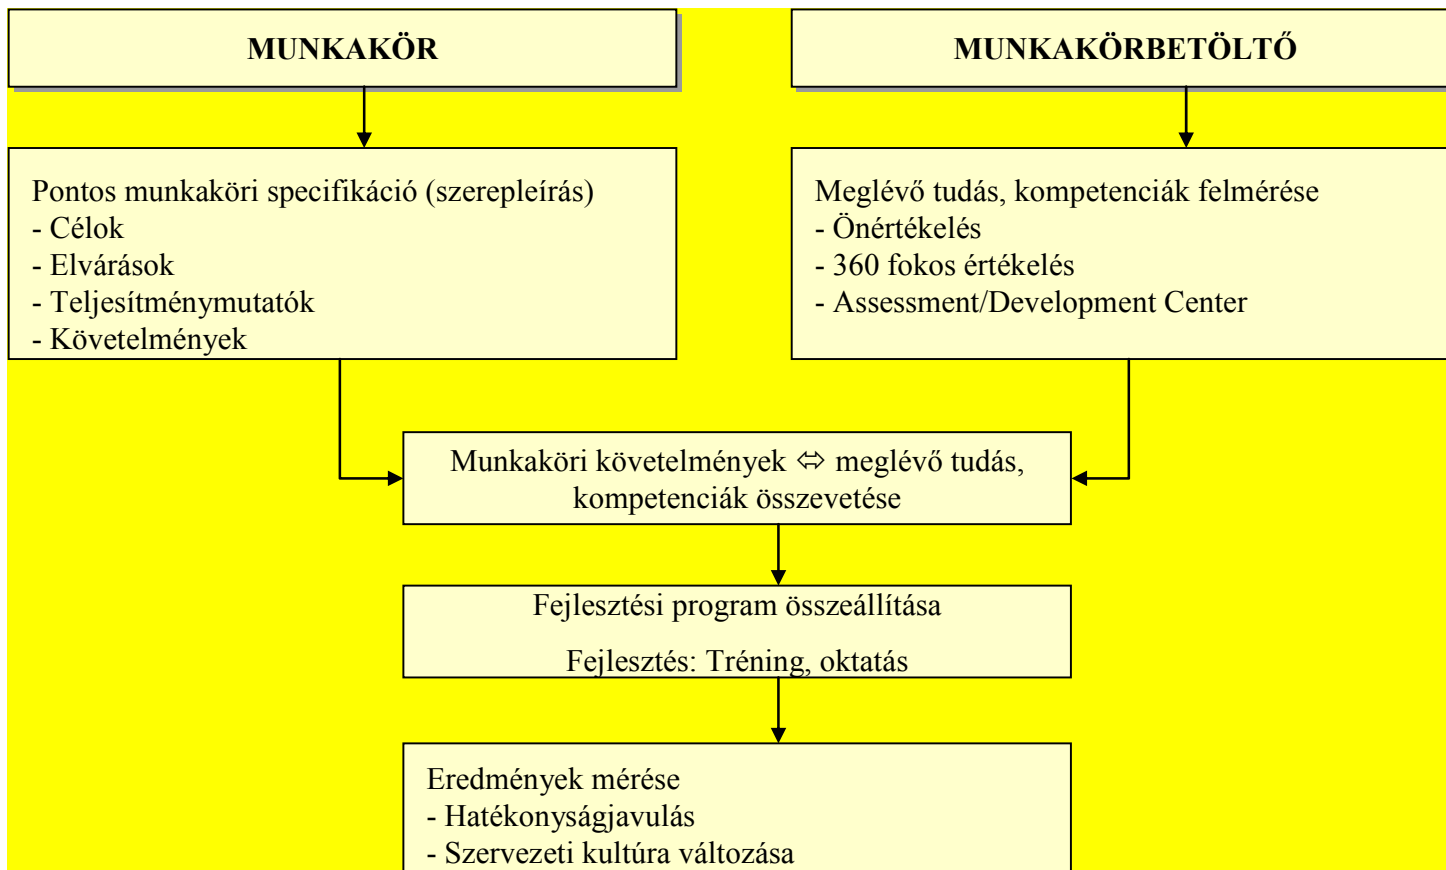 MUNKAKÖR
Pontos munkaköri specifikáció (szerepleírás)
- Célok
- Elvárások
- Teljesítménymutatók
- Követelmények
MUNKAKÖRBETÖLTŐ
Meglévő tudás, kompetenciák felmérése
- Önértékelés
- 360 fokos értékelés
- Assessment/Development Center
Munkaköri követelmények ⬄ meglévő tudás,
kompetenciák összevetése
Fejlesztési program összeállítása
Fejlesztés: Tréning, oktatás
Eredmények mérése
- Hatékonyságjavulás
- Szervezeti kultúra változása